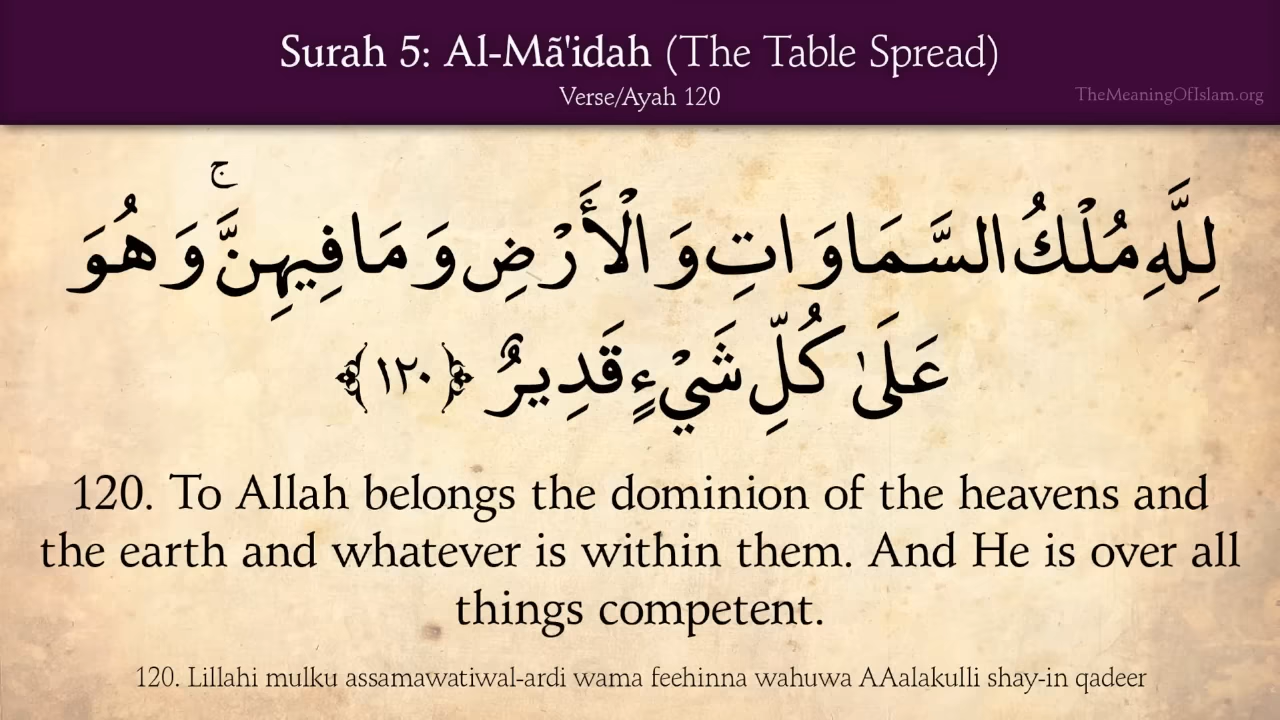 Surah 5: Al-Mã'idah (The Table Spread)
Verse/Ayah 120
TheMeaningOfIslam.org
لِلَّهِ مُلْكُ السَّمَاوَاتِ وَالْأَرْضِ وَمَا فِيهِنَّ ۚ وَهُوَ
عَلَىٰ كُلِّ شَيْءٍ قَدِيرٌ ﴿١٢٠﴾
120. To Allah belongs the dominion of the heavens and
the earth and whatever is within them. And He is over all
things competent.
120. Lillahi mulku assamawatiwal-ardi wama feehinna wahuwa AAalakulli shay-in qadeer